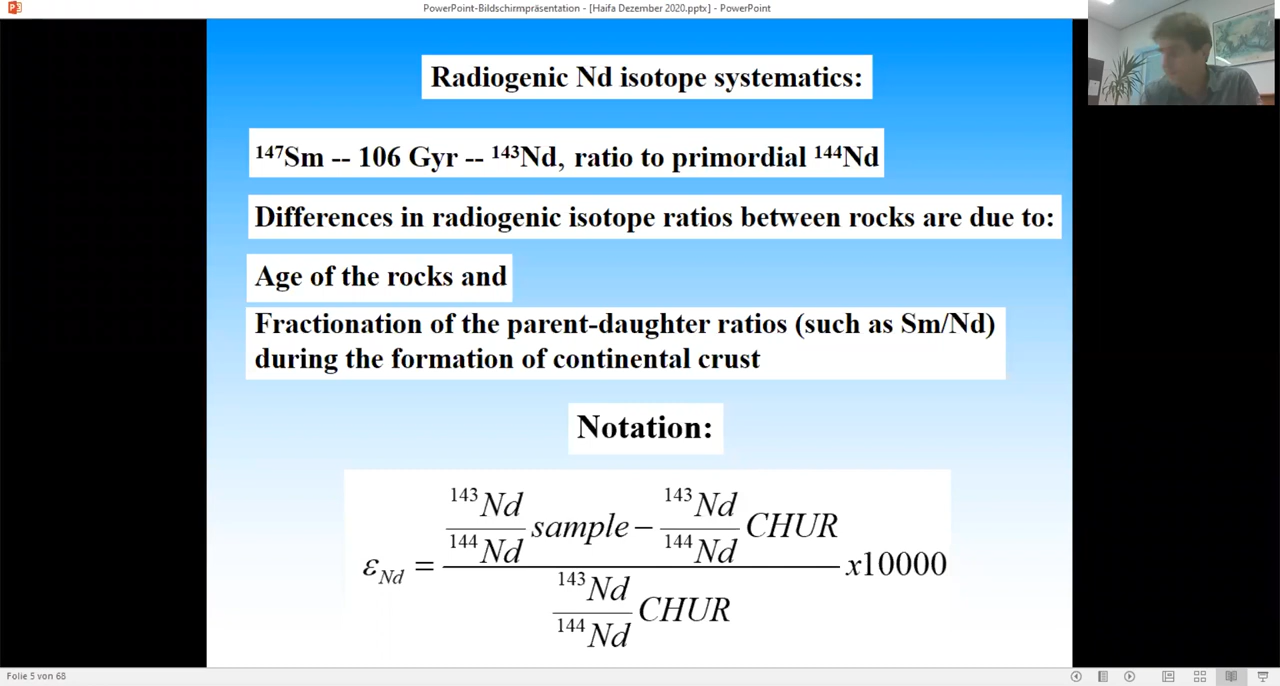 PowerPoint-Bildschirmpräsentation - [Haifa Dezember 2020.pptx] - PowerPoint
Radiogenic Nd isotope systematics:
¹⁴⁷Sm -- 106 Gyr -- ¹⁴³Nd, ratio to primordial ¹⁴⁴Nd
Differences in radiogenic isotope ratios between rocks are due to:
Age of the rocks and
Fractionation of the parent-daughter ratios (such as Sm/Nd)
during the formation of continental crust
Notation:
¹⁴³Nd ¹⁴³Nd
sample − CHUR
¹⁴⁴Nd ¹⁴⁴Nd
εNd = x10000
¹⁴³Nd
CHUR
¹⁴⁴Nd
Folie 5 von 68